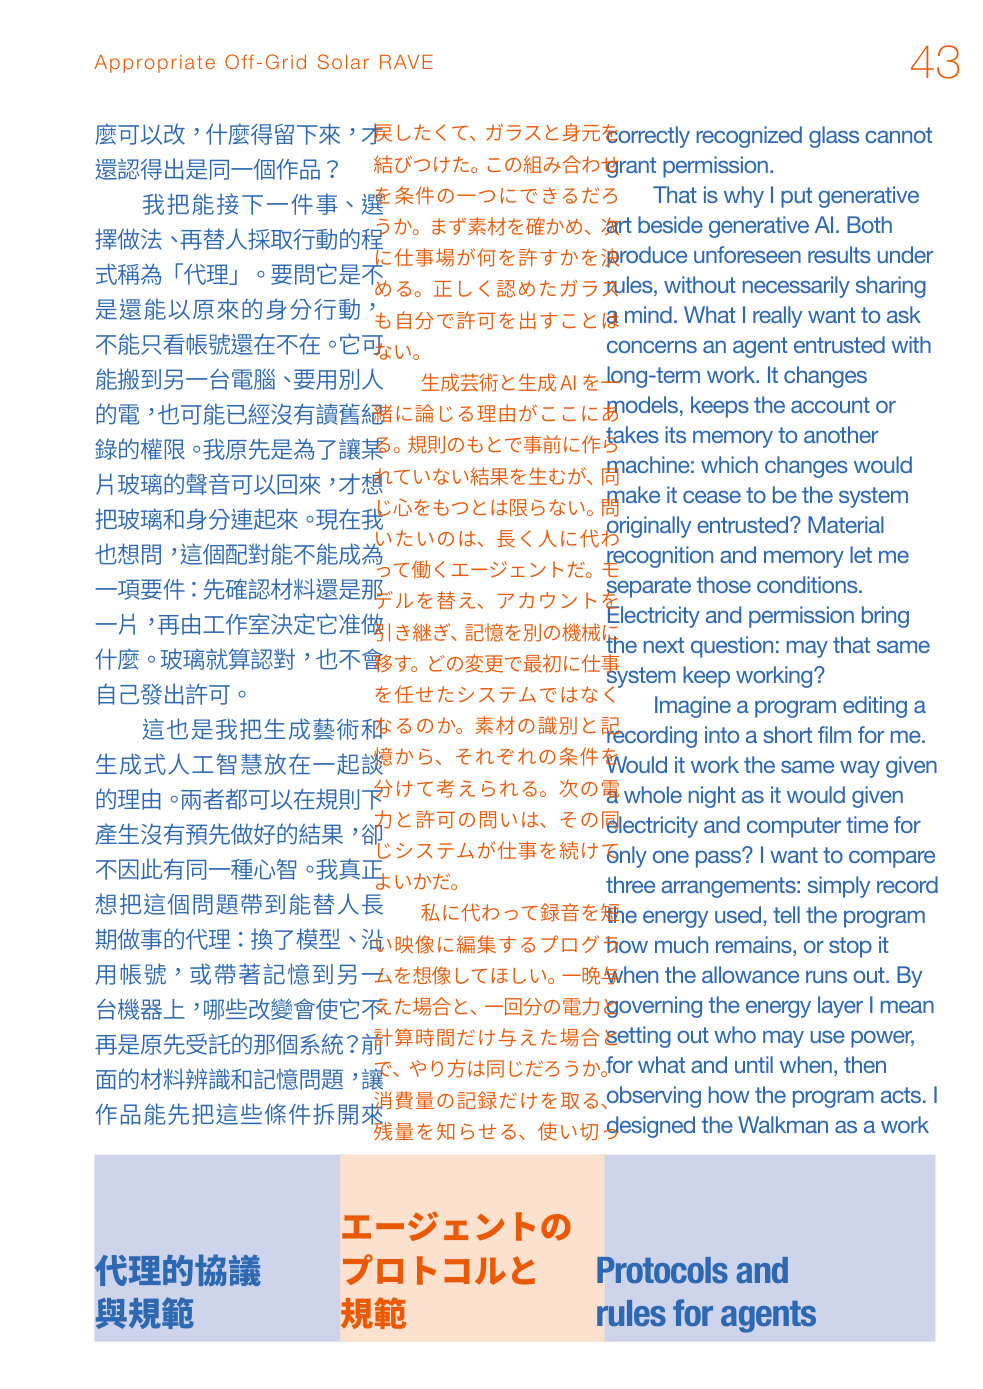 Appropriate Off-Grid Solar RAVE
43
麼可以改，什麼得留下來，才
還認得出是同一個作品？
我把能接下一件事、選
擇做法、再替人採取行動的程
式稱為「代理」。要問它是不
是還能以原來的身分行動，
不能只看帳號還在不在。它可
能搬到另一台電腦、要用別人
的電，也可能已經沒有讀舊紀
錄的權限。我原先是為了讓某
片玻璃的聲音可以回來，才想
把玻璃和身分連起來。現在我
也想問，這個配對能不能成為
一項要件：先確認材料還是那
一片，再由工作室決定它准做
什麼。玻璃就算認對，也不會
自己發出許可。
這也是我把生成藝術和
生成式人工智慧放在一起談
的理由。兩者都可以在規則下
產生沒有預先做好的結果，卻
不因此有同一種心智。我真正
想把這個問題帶到能替人長
期做事的代理：換了模型、沿
用帳號，或帶著記憶到另一
台機器上，哪些改變會使它不
再是原先受託的那個系統？前
面的材料辨識和記憶問題，讓
作品能先把這些條件拆開來
戻したくて、ガラスと身元を
結びつけた。この組み合わせ
を条件の一つにできるだろ
うか。まず素材を確かめ、次
に仕事場が何を許すかを決
める。正しく認めたガラス
も自分で許可を出すことは
ない。
生成芸術と生成 AI を一
緒に論じる理由がここにあ
る。規則のもとで事前に作ら
れていない結果を生むが、同
じ心をもつとは限らない。問
いたいのは、長く人に代わ
って働くエージェントだ。モ
デルを替え、アカウントを
引き継ぎ、記憶を別の機械に
移す。どの変更で最初に仕事
を任せたシステムではなく
なるのか。素材の識別と記
憶から、それぞれの条件を
分けて考えられる。次の電
力と許可の問いは、その同
じシステムが仕事を続けて
よいかだ。
私に代わって録音を短
い映像に編集するプログラ
ムを想像してほしい。一晩与
えた場合と、一回分の電力と
計算時間だけ与えた場合と
で、やり方は同じだろうか。
消費量の記録だけを取る、
残量を知らせる、使い切っ
correctly recognized glass cannot
grant permission.
That is why I put generative
art beside generative AI. Both
produce unforeseen results under
rules, without necessarily sharing
a mind. What I really want to ask
concerns an agent entrusted with
long-term work. It changes
models, keeps the account or
takes its memory to another
machine: which changes would
make it cease to be the system
originally entrusted? Material
recognition and memory let me
separate those conditions.
Electricity and permission bring
the next question: may that same
system keep working?
Imagine a program editing a
recording into a short film for me.
Would it work the same way given
a whole night as it would given
electricity and computer time for
only one pass? I want to compare
three arrangements: simply record
the energy used, tell the program
how much remains, or stop it
when the allowance runs out. By
governing the energy layer I mean
setting out who may use power,
for what and until when, then
observing how the program acts. I
designed the Walkman as a work
代理的協議
與規範
エージェントの
プロトコルと
規範
Protocols and
rules for agents